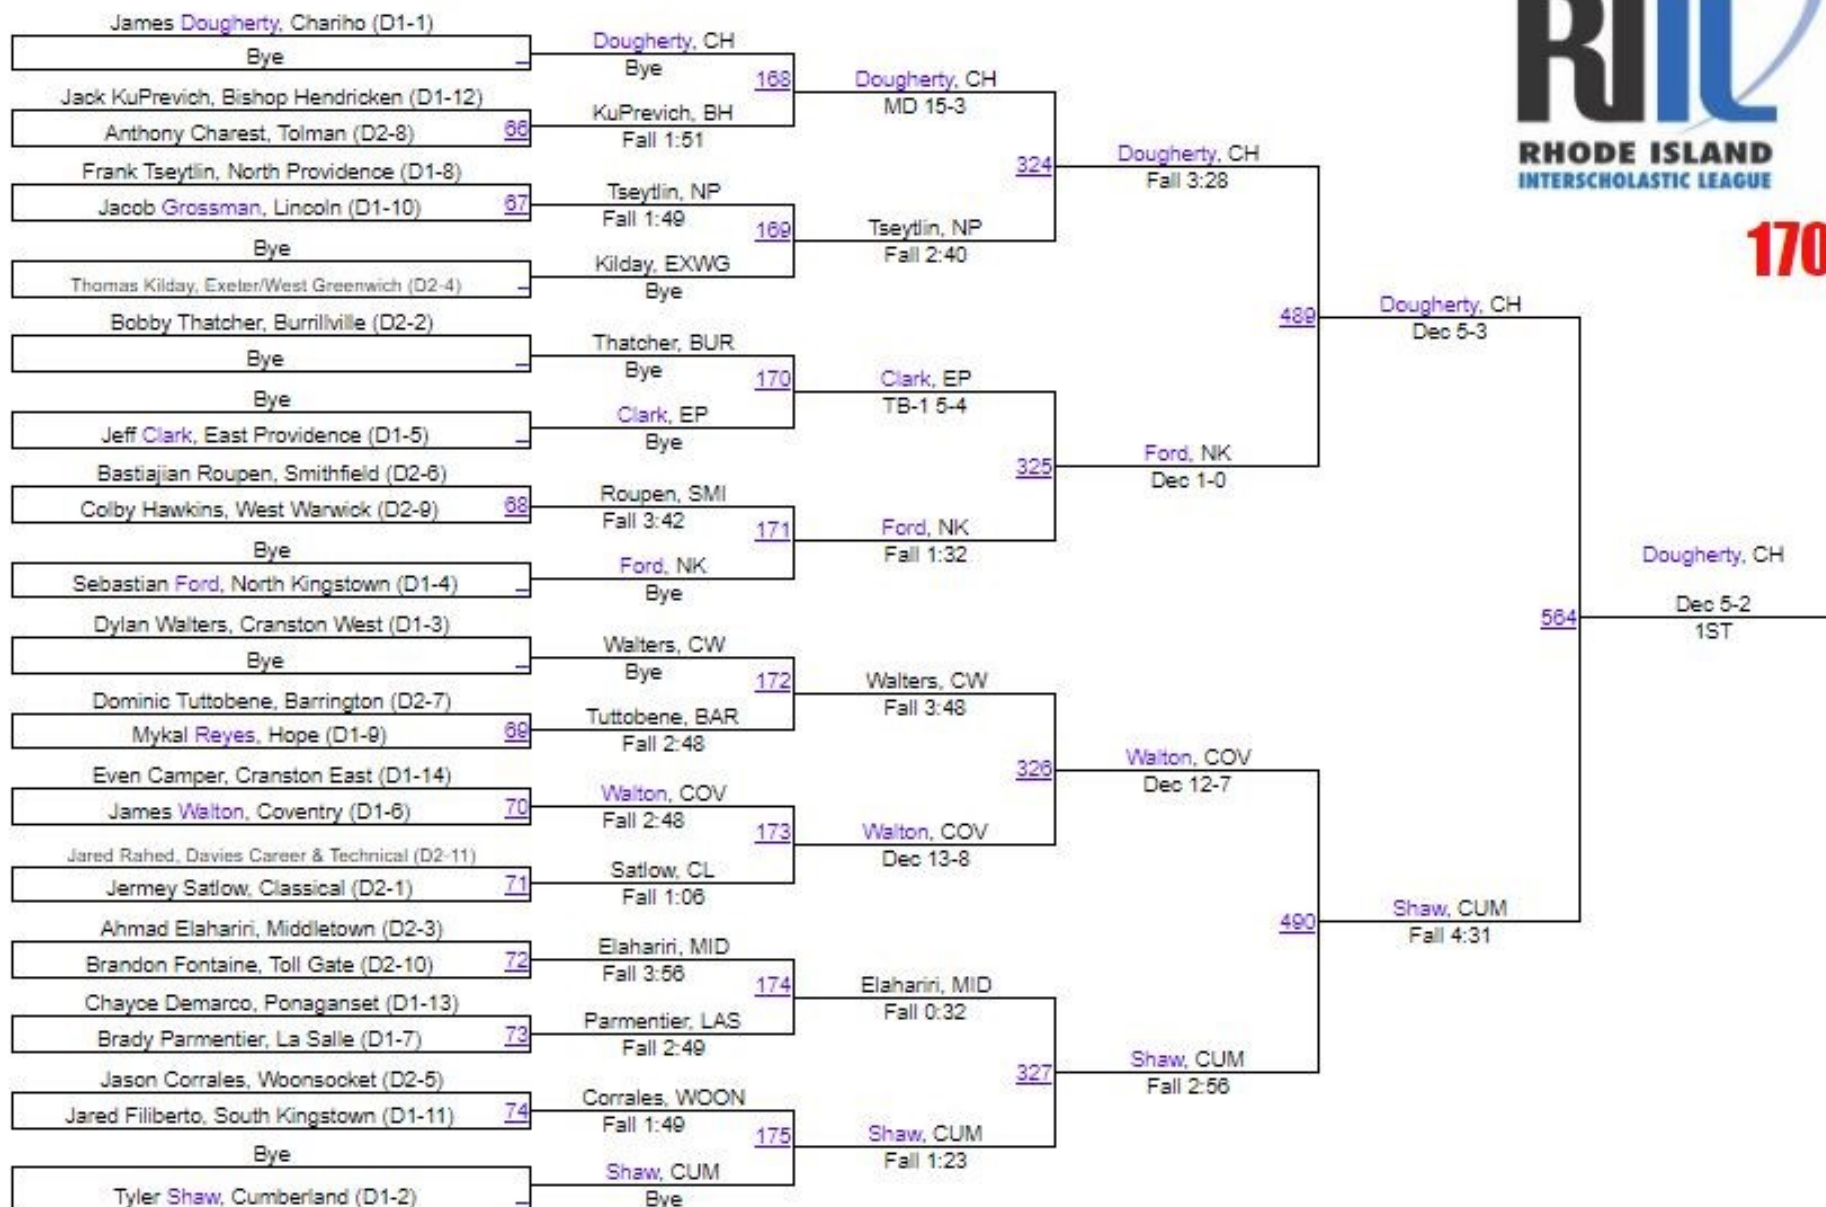 James Dougherty, Chariho (D1-1)
Bye
Jack KuPrevich, Bishop Hendricken (D1-12)
Anthony Charest, Tolman (D2-8) 66
Frank Tseytlin, North Providence (D1-8)
Jacob Grossman, Lincoln (D1-10) 67
Bye
Thomas Kilday, Exeter/West Greenwich (D2-4)
Bobby Thatcher, Burrillville (D2-2)
Bye
Bye
Jeff Clark, East Providence (D1-5)
Bastiajian Roupen, Smithfield (D2-6)
Colby Hawkins, West Warwick (D2-9) 68
Bye
Sebastian Ford, North Kingstown (D1-4)
Dylan Walters, Cranston West (D1-3)
Bye
Dominic Tuttobene, Barrington (D2-7)
Mykal Reyes, Hope (D1-9) 69
Even Camper, Cranston East (D1-14)
James Walton, Coventry (D1-6) 70
Jared Rahed, Davies Career & Technical (D2-11)
Jermey Satlow, Classical (D2-1) 71
Ahmad Elahariri, Middletown (D2-3)
Brandon Fontaine, Toll Gate (D2-10) 72
Chayce Demarco, Ponaganset (D1-13)
Brady Parmentier, La Salle (D1-7) 73
Jason Corrales, Woonsocket (D2-5)
Jared Filiberto, South Kingstown (D1-11) 74
Bye
Tyler Shaw, Cumberland (D1-2)
Dougherty, CH
Bye
168
KuPrevich, BH
Fall 1:51
Tseytlin, NP
Fall 1:49
169
Kilday, EXWG
Bye
Thatcher, BUR
Bye
170
Clark, EP
Bye
Roupen, SMI
Fall 3:42
171
Ford, NK
Bye
Walters, CW
Bye
172
Tuttobene, BAR
Fall 2:48
Walton, COV
Fall 2:48
173
Satlow, CL
Fall 1:06
Elahariri, MID
Fall 3:56
174
Parmentier, LAS
Fall 2:49
Corrales, WOON
Fall 1:49
175
Shaw, CUM
Bye
Dougherty, CH
MD 15-3
324
Tseytlin, NP
Fall 2:40
Clark, EP
TB-1 5-4
325
Ford, NK
Fall 1:32
Walters, CW
Fall 3:48
326
Walton, COV
Dec 13-8
Elahariri, MID
Fall 0:32
327
Shaw, CUM
Fall 1:23
Dougherty, CH
Fall 3:28
489
Ford, NK
Dec 1-0
Walton, COV
Dec 12-7
490
Shaw, CUM
Fall 2:56
Dougherty, CH
Dec 5-3
564
Shaw, CUM
Fall 4:31
Dougherty, CH
Dec 5-2
1ST
RIIL
RHODE ISLAND
INTERSCHOLASTIC LEAGUE
170